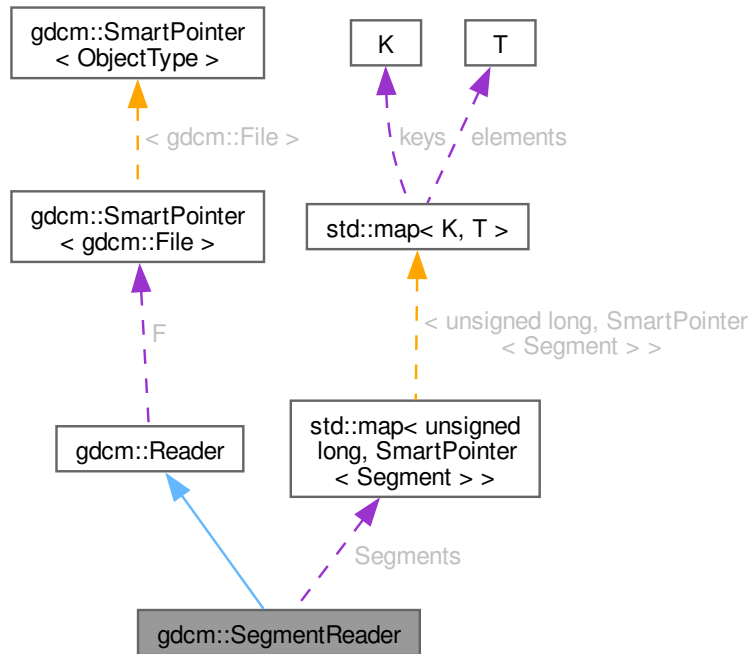 gdcm::SmartPointer
< ObjectType >
K
T
< gdcm::File >
keys
elements
gdcm::SmartPointer
< gdcm::File >
std::map< K, T >
F
< unsigned long, SmartPointer
< Segment > >
gdcm::Reader
std::map< unsigned
long, SmartPointer
< Segment > >
Segments
gdcm::SegmentReader